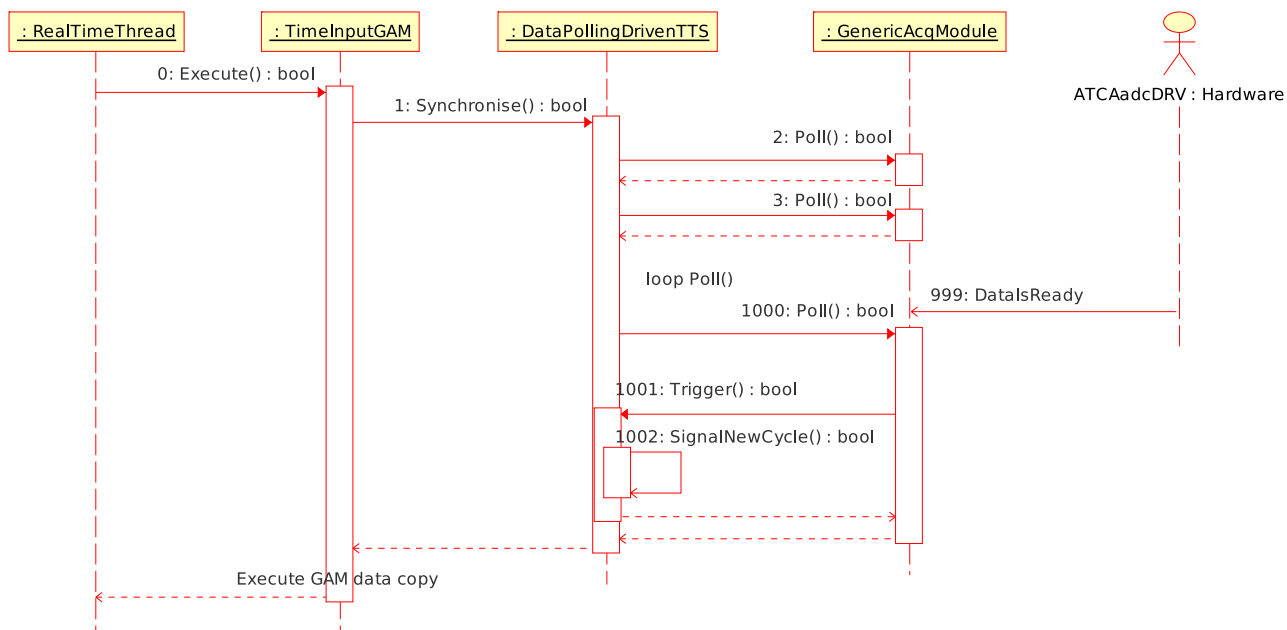 : RealTimeThread
: TimeInputGAM
: DataPollingDrivenTTS
: GenericAcqModule
ATCAadcDRV : Hardware
0: Execute() : bool
1: Synchronise() : bool
2: Poll() : bool
3: Poll() : bool
loop Poll()
999: DataIsReady
1000: Poll() : bool
1001: Trigger() : bool
1002: SignalNewCycle() : bool
Execute GAM data copy